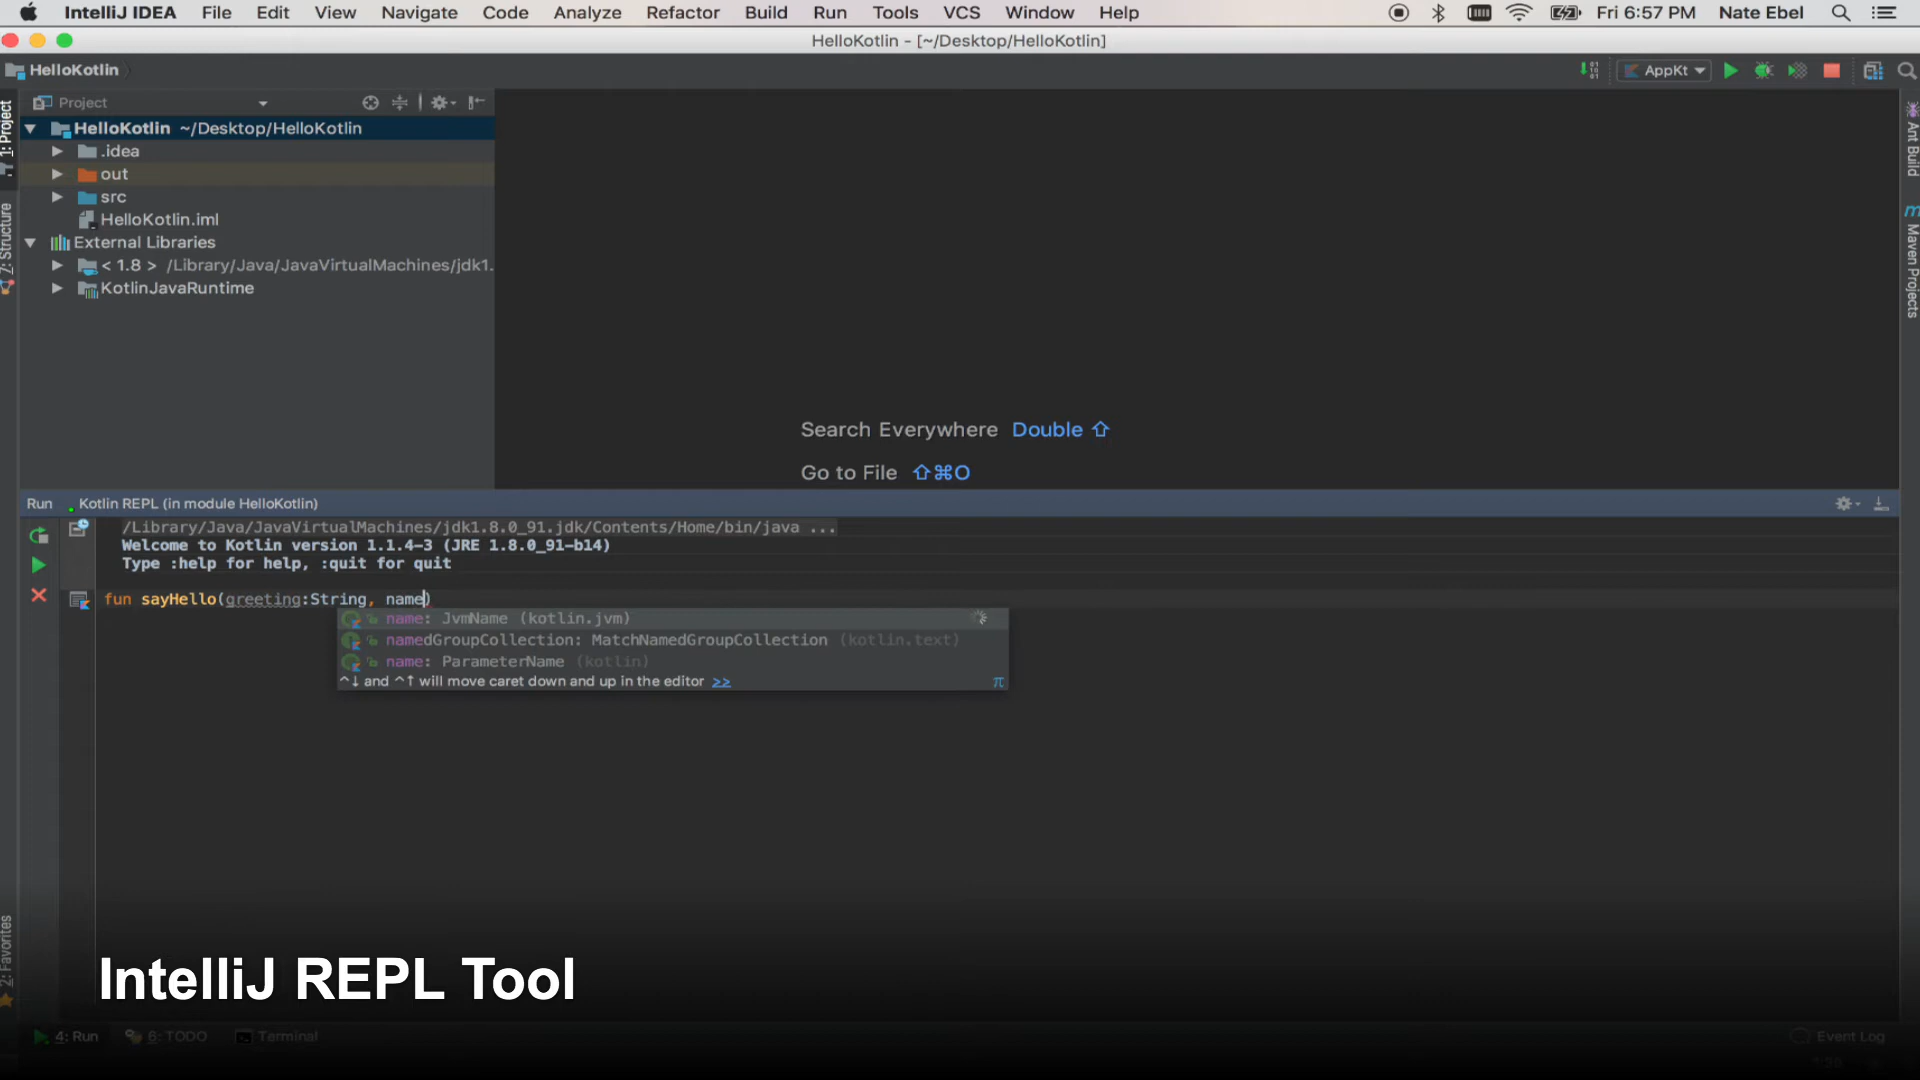 IntelliJ IDEA File Edit View Navigate Code Analyze Refactor Build Run Tools VCS Window Help Fri 6:57 PM Nate Ebel
HelloKotlin - [~/Desktop/HelloKotlin]
HelloKotlin
AppKt
Project
HelloKotlin ~/Desktop/HelloKotlin
.idea
out
src
HelloKotlin.iml
External Libraries
< 1.8 > /Library/Java/JavaVirtualMachines/jdk1.
KotlinJavaRuntime
1: Project
7: Structure
2: Favorites
Ant Build
Maven Projects
Search Everywhere Double ⇧
Go to File ⇧⌘O
Run Kotlin REPL (in module HelloKotlin)
/Library/Java/JavaVirtualMachines/jdk1.8.0_91.jdk/Contents/Home/bin/java ...
Welcome to Kotlin version 1.1.4-3 (JRE 1.8.0_91-b14)
Type :help for help, :quit for quit
fun sayHello(greeting:String, name)
name: JvmName (kotlin.jvm)
namedGroupCollection: MatchNamedGroupCollection (kotlin.text)
name: ParameterName (kotlin)
^↓ and ^↑ will move caret down and up in the editor >>
π
IntelliJ REPL Tool
4: Run 6: TODO Terminal Event Log